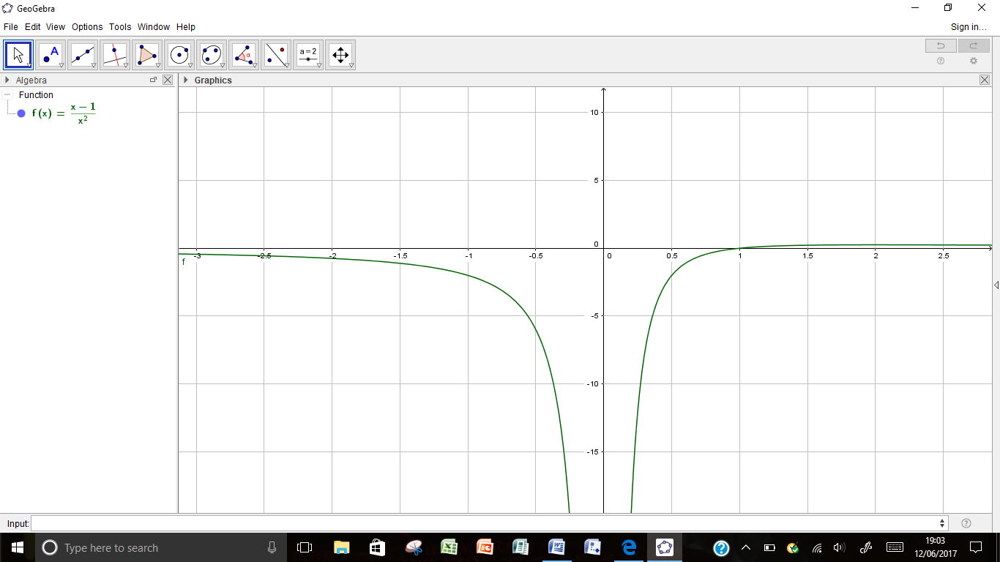 GeoGebra
File Edit View Options Tools Window Help Sign in...
A α a = 2
Algebra
Graphics
Function
f (x) = x − 1 / x²
10
5
0
-3 -2.5 -2 -1.5 -1 -0.5 0 0.5 1 1.5 2 2.5
f
-5
-10
-15
Input:
Type here to search
19:03
12/06/2017